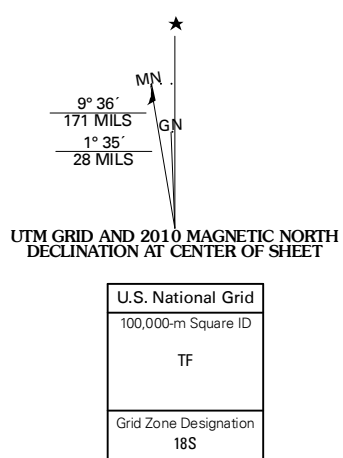 MN
9° 36´
171 MILS
GN
1° 35´
28 MILS
UTM GRID AND 2010 MAGNETIC NORTH
DECLINATION AT CENTER OF SHEET
U.S. National Grid
100,000-m Square ID
TF
Grid Zone Designation
18S